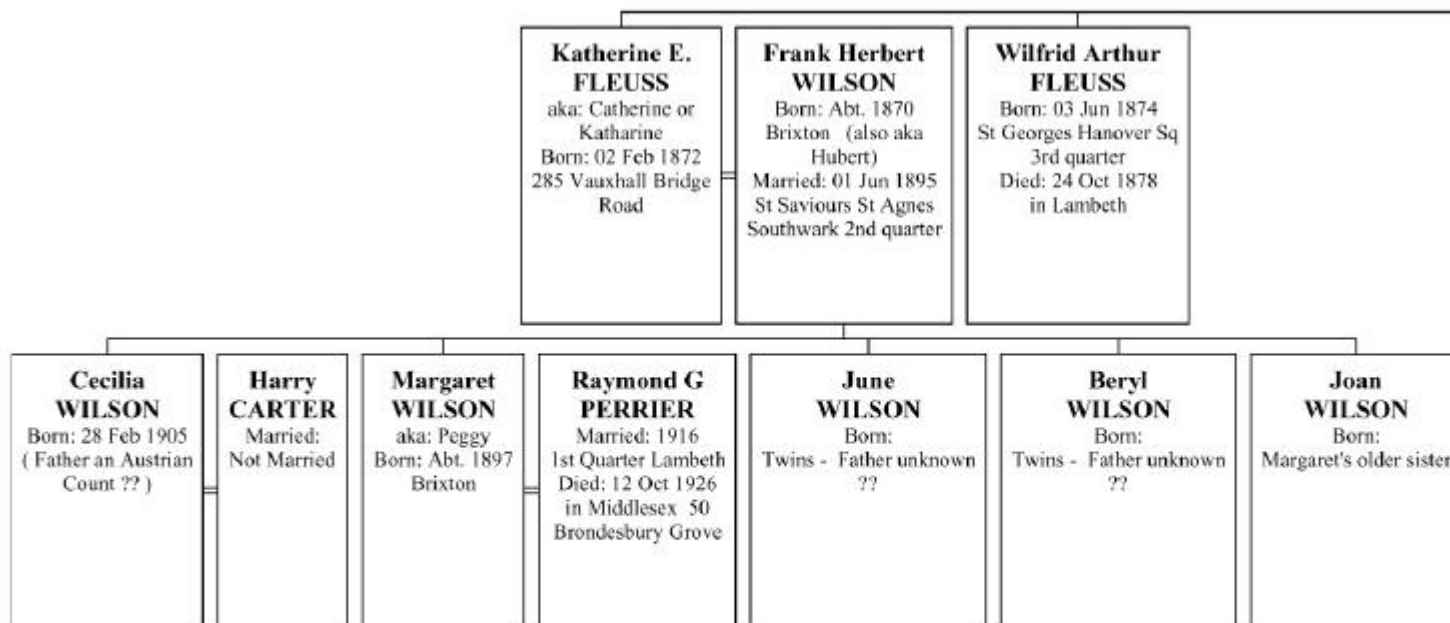 Katherine E.
FLEUSS
aka: Catherine or
Katharine
Born: 02 Feb 1872
285 Vauxhall Bridge
Road
Frank Herbert
WILSON
Born: Abt. 1870
Brixton (also aka
Hubert)
Married: 01 Jun 1895
St Saviours St Agnes
Southwark 2nd quarter
Wilfrid Arthur
FLEUSS
Born: 03 Jun 1874
St Georges Hanover Sq
3rd quarter
Died: 24 Oct 1878
in Lambeth
Cecilia
WILSON
Born: 28 Feb 1905
( Father an Austrian
Count ?? )
Harry
CARTER
Married:
Not Married
Margaret
WILSON
aka: Peggy
Born: Abt. 1897
Brixton
Raymond G
PERRIER
Married: 1916
1st Quarter Lambeth
Died: 12 Oct 1926
in Middlesex 50
Brondesbury Grove
June
WILSON
Born:
Twins - Father unknown
??
Beryl
WILSON
Born:
Twins - Father unknown
??
Joan
WILSON
Born:
Margaret's older sister